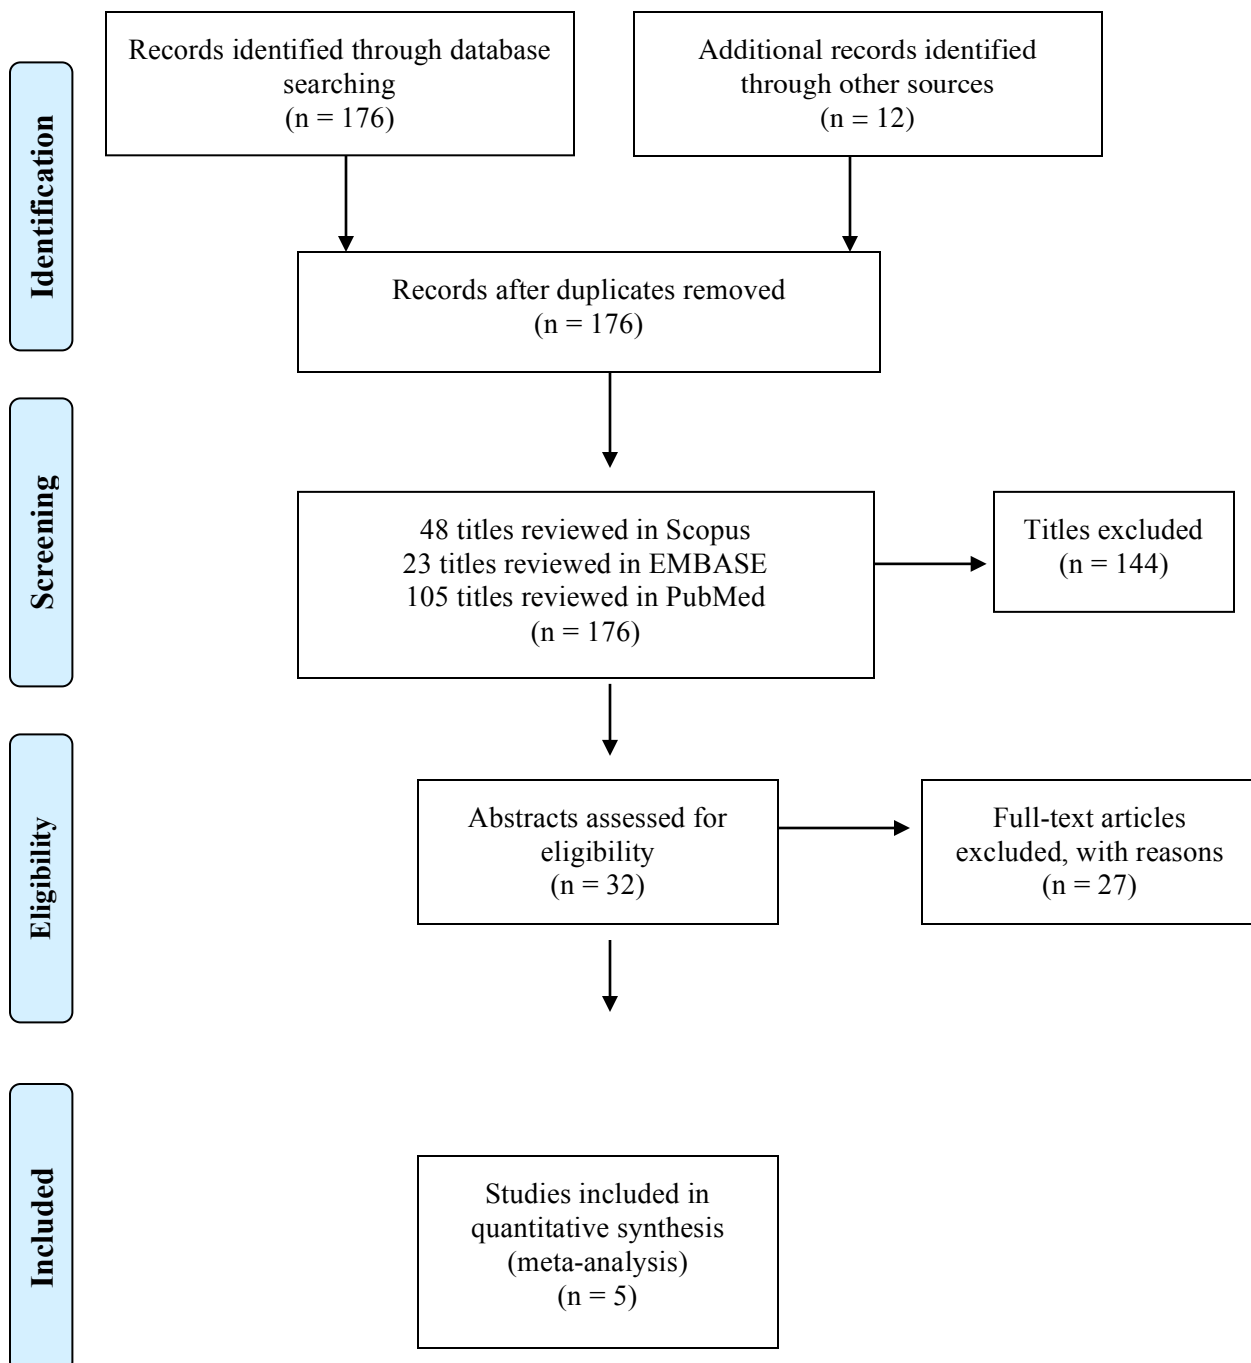 Records identified through database
searching
(n = 176)
Additional records identified
through other sources
(n = 12)
Identification
Records after duplicates removed
(n = 176)
Screening
48 titles reviewed in Scopus
23 titles reviewed in EMBASE
105 titles reviewed in PubMed
(n = 176)
Titles excluded
(n = 144)
Eligibility
Abstracts assessed for
eligibility
(n = 32)
Full-text articles
excluded, with reasons
(n = 27)
Included
Studies included in
quantitative synthesis
(meta-analysis)
(n = 5)